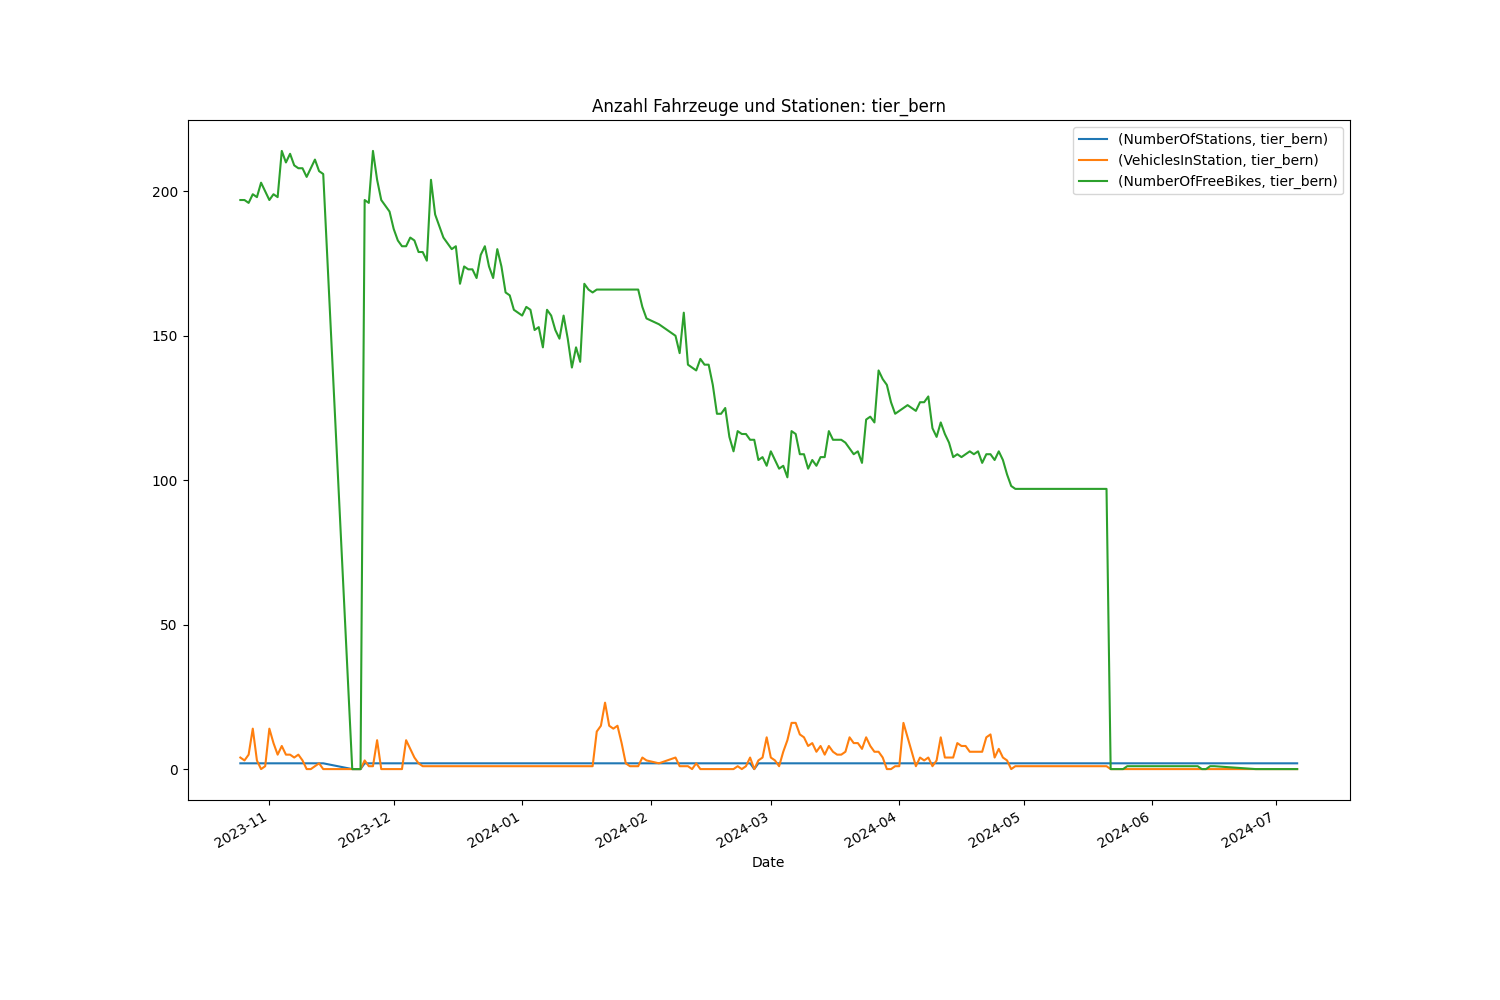 Anzahl Fahrzeuge und Stationen: tier_bern
(NumberOfStations, tier_bern)
(VehiclesInStation, tier_bern)
(NumberOfFreeBikes, tier_bern)
200
150
100
50
0
2023-11
2023-12
2024-01
2024-02
2024-03
2024-04
2024-05
2024-06
2024-07
Date